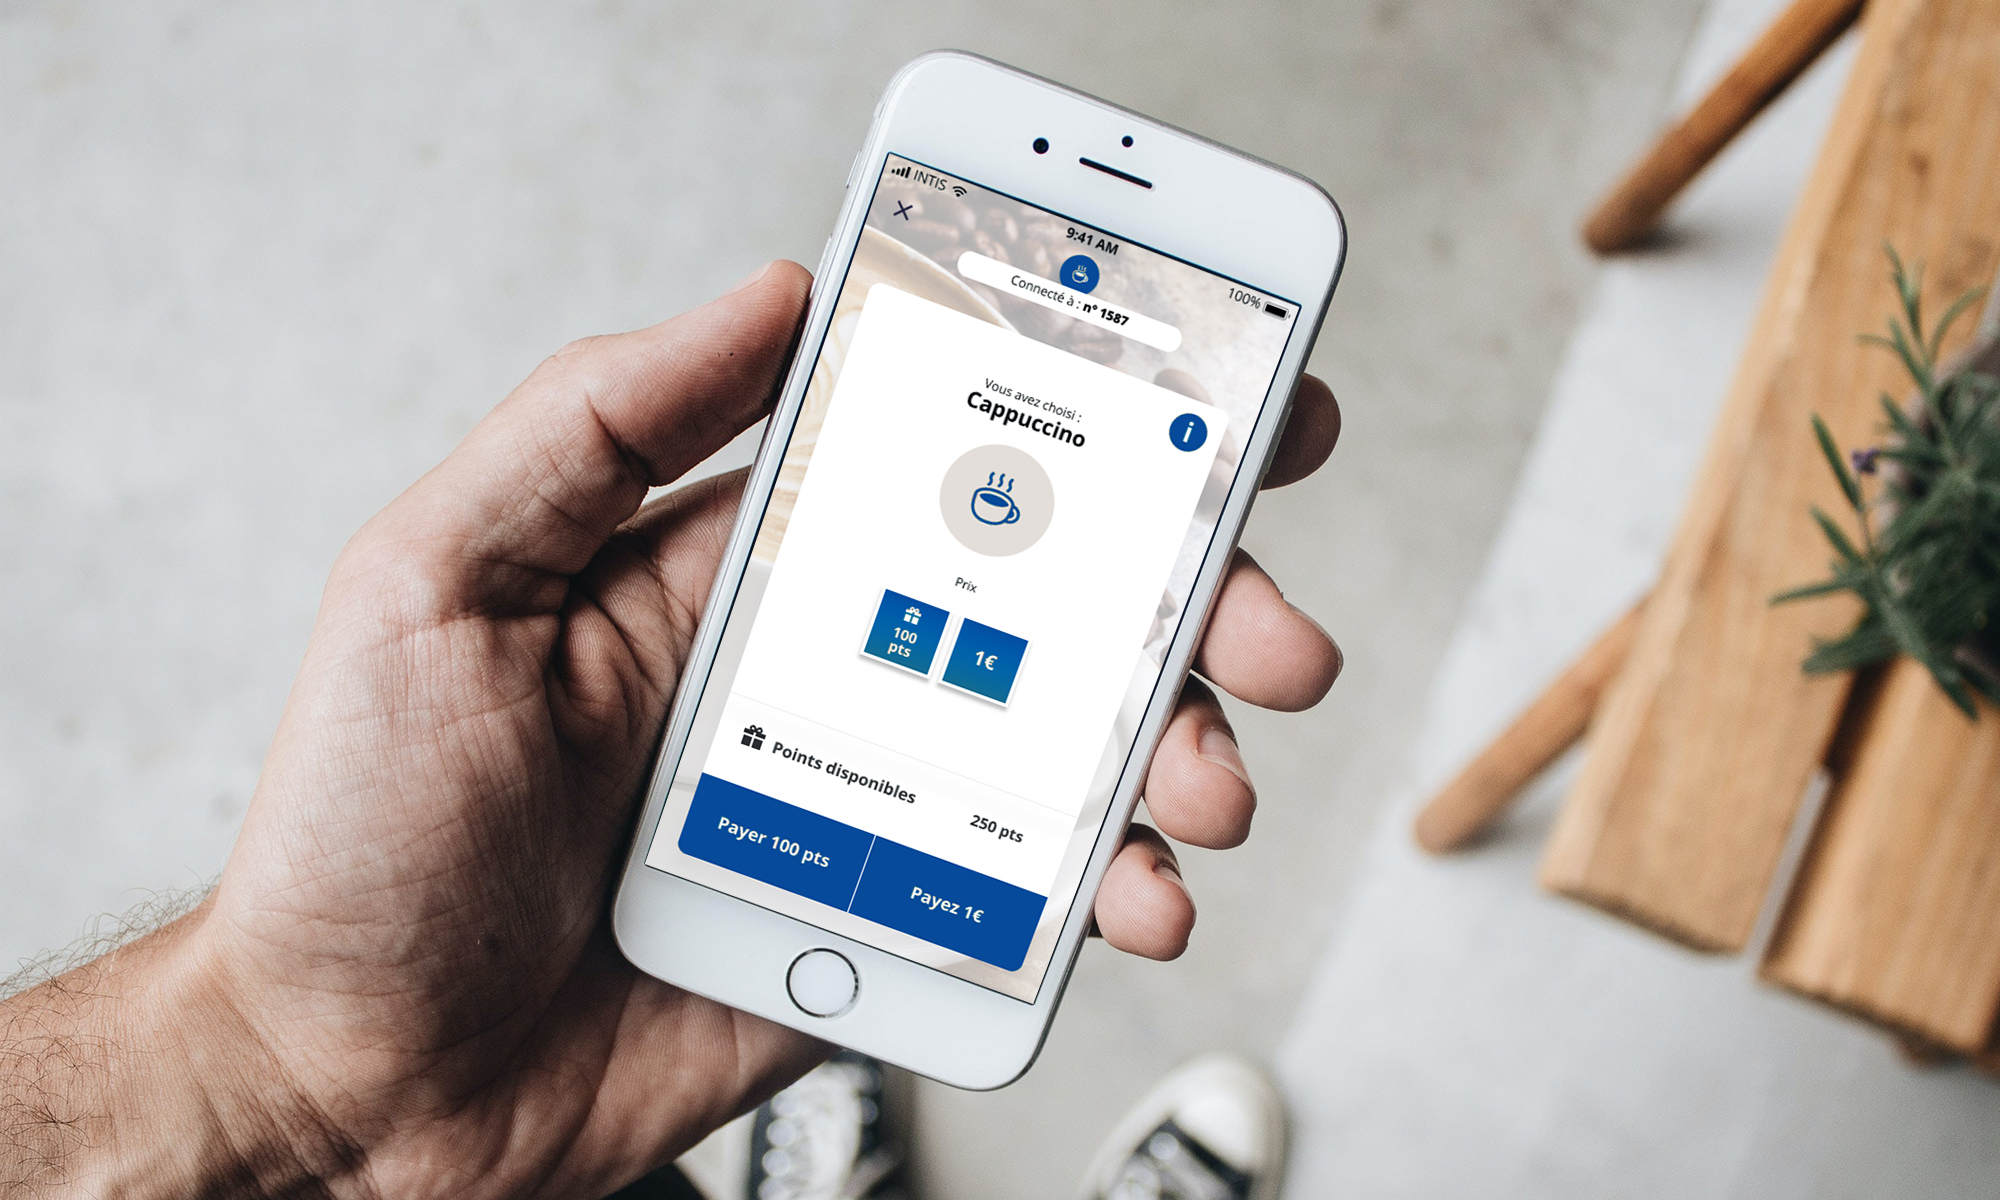 INTIS
9:41 AM
100%
Connecté à : n° 1587
Vous avez choisi :
Cappuccino
i
Prix
100
pts
1€
Points disponibles
250 pts
Payer 100 pts
Payez 1€